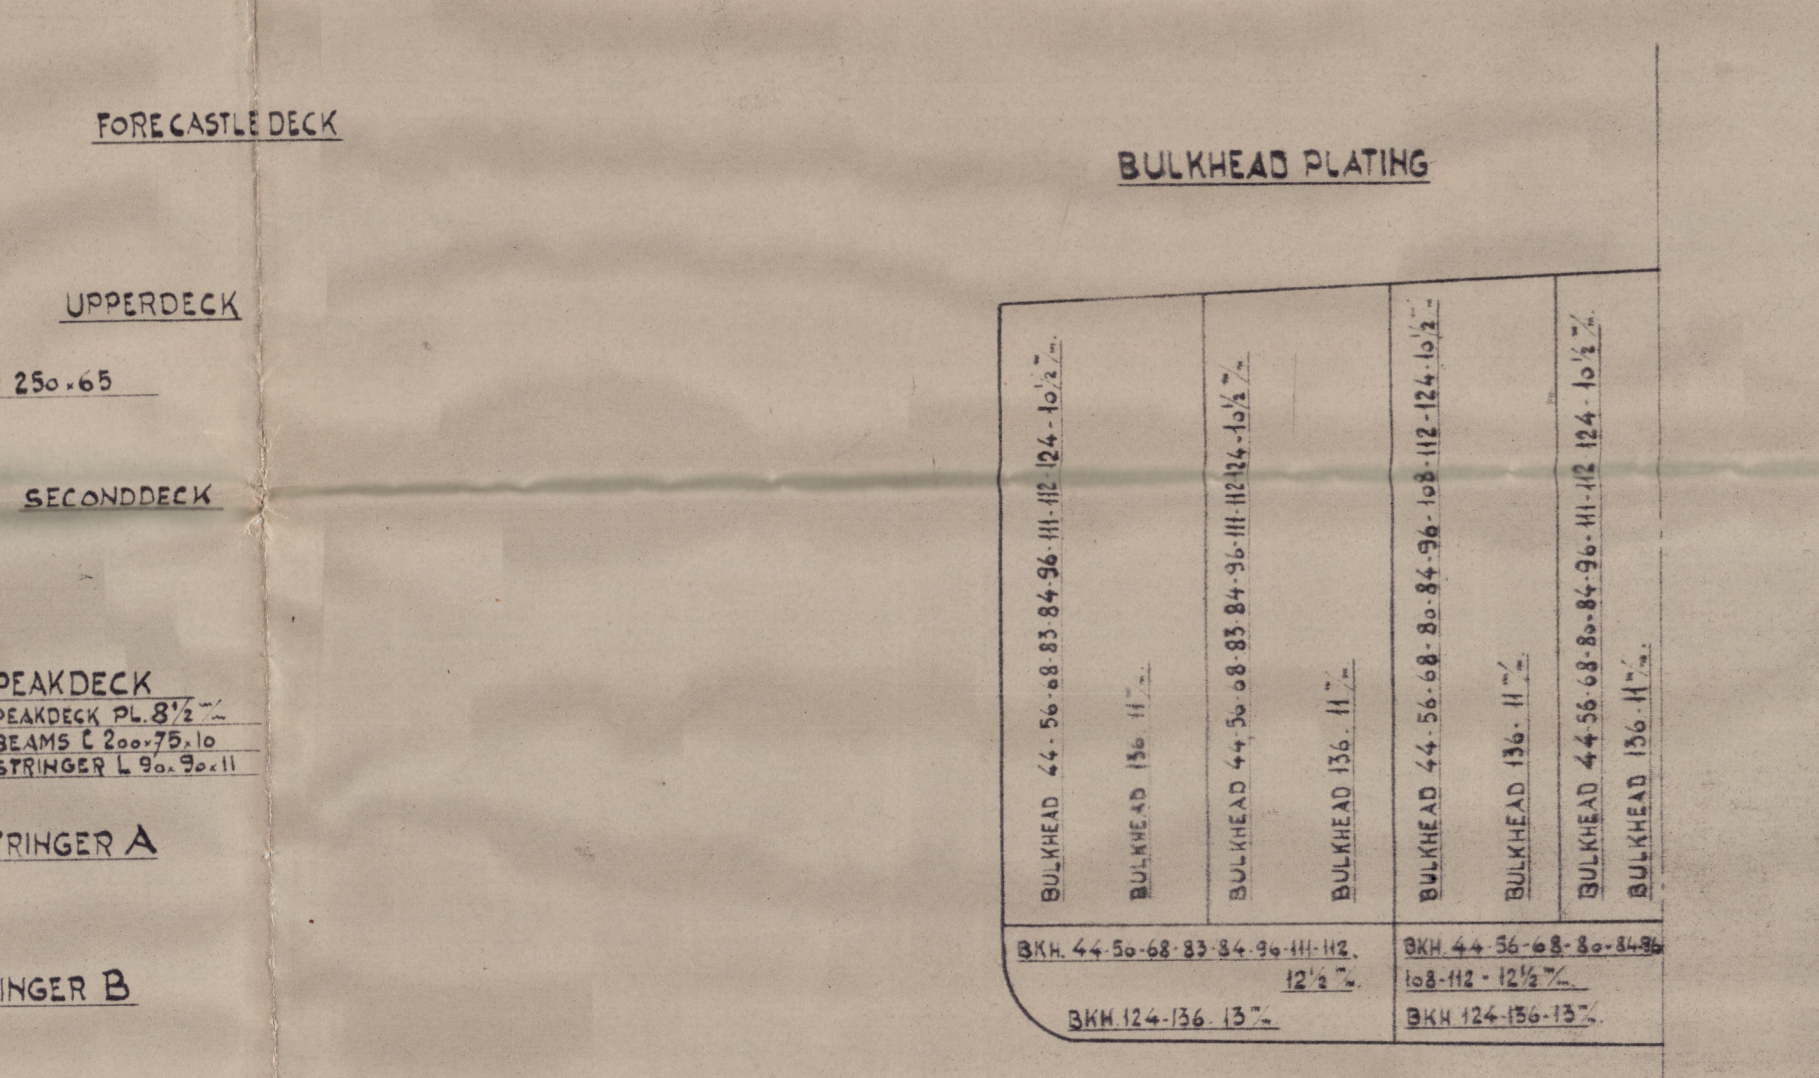 FORECASTLE DECK
UPPERDECK
250×65
SECONDDECK
PEAKDECK
PEAKDECK PL. 8½ m/m
BEAMS [ 200×75×10
STRINGER L 90×90×11
RINGER A
INGER B
BULKHEAD PLATING
BULKHEAD 44-56-68-83-84-96-111-112-124-10½ m/m.
BULKHEAD 136. 11 m/m.
BULKHEAD 44-56-68-83-84-96-111-112-124-10½ m/m
BULKHEAD 136. 11 m/m
BULKHEAD 44-56-68-80-84-96-108-112-124-10½ m/m
BULKHEAD 136. 11 m/m.
BULKHEAD 44-56-68-80-84-96-111-112 124-10½ m/m.
BULKHEAD 136. 11 m/m.
BKH. 44-56-68-83-84-96-111-112.
12½ m/m.
BKH. 124-136. 13 m/m.
BKH. 44-56-68-80-84-96
108-112-12½ m/m.
BKH 124-136-13 m/m.